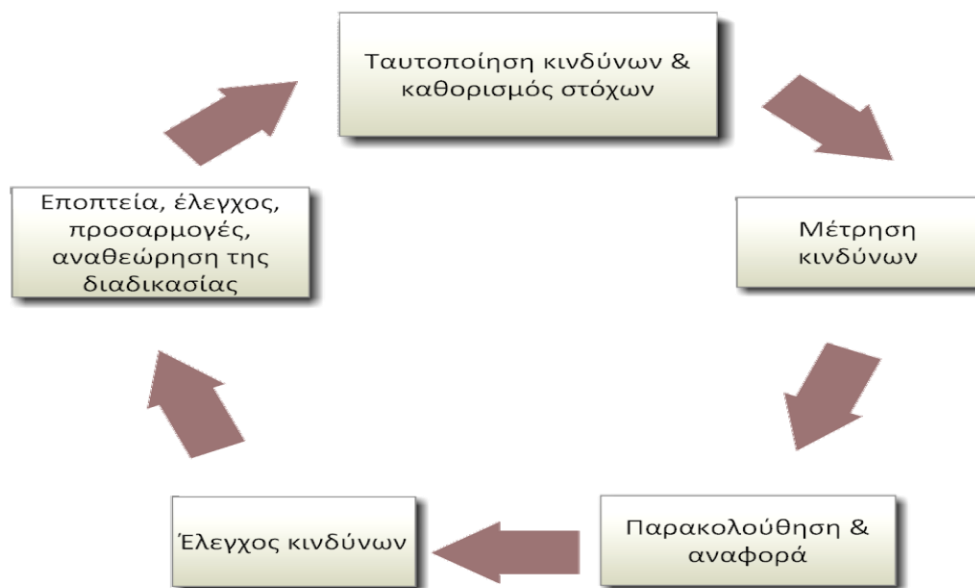 Ταυτοποίηση κινδύνων &
καθορισμός στόχων
Μέτρηση
κινδύνων
Παρακολούθηση &
αναφορά
Έλεγχος κινδύνων
Εποπτεία, έλεγχος,
προσαρμογές,
αναθεώρηση της
διαδικασίας